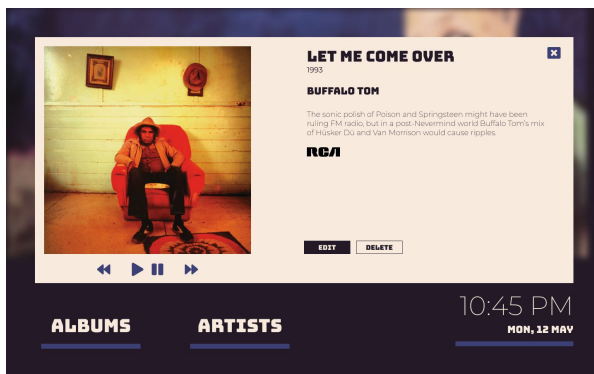 LET ME COME OVER
1993
BUFFALO TOM
The sonic polish of Poison and Springsteen might have been
ruling FM radio, but in a post-Nevermind world Buffalo Tom's mix
of Hüsker Dü and Van Morrison would cause ripples.
RCA
EDIT DELETE
ALBUMS ARTISTS
10:45 PM
MON, 12 MAY